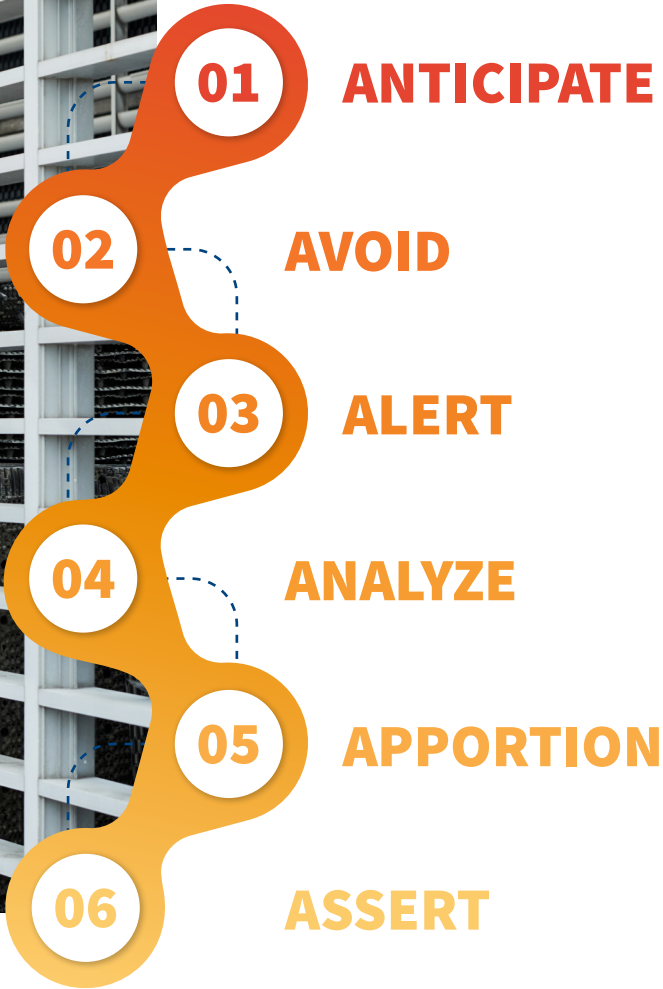 01 ANTICIPATE
02 AVOID
03 ALERT
04 ANALYZE
05 APPORTION
06 ASSERT